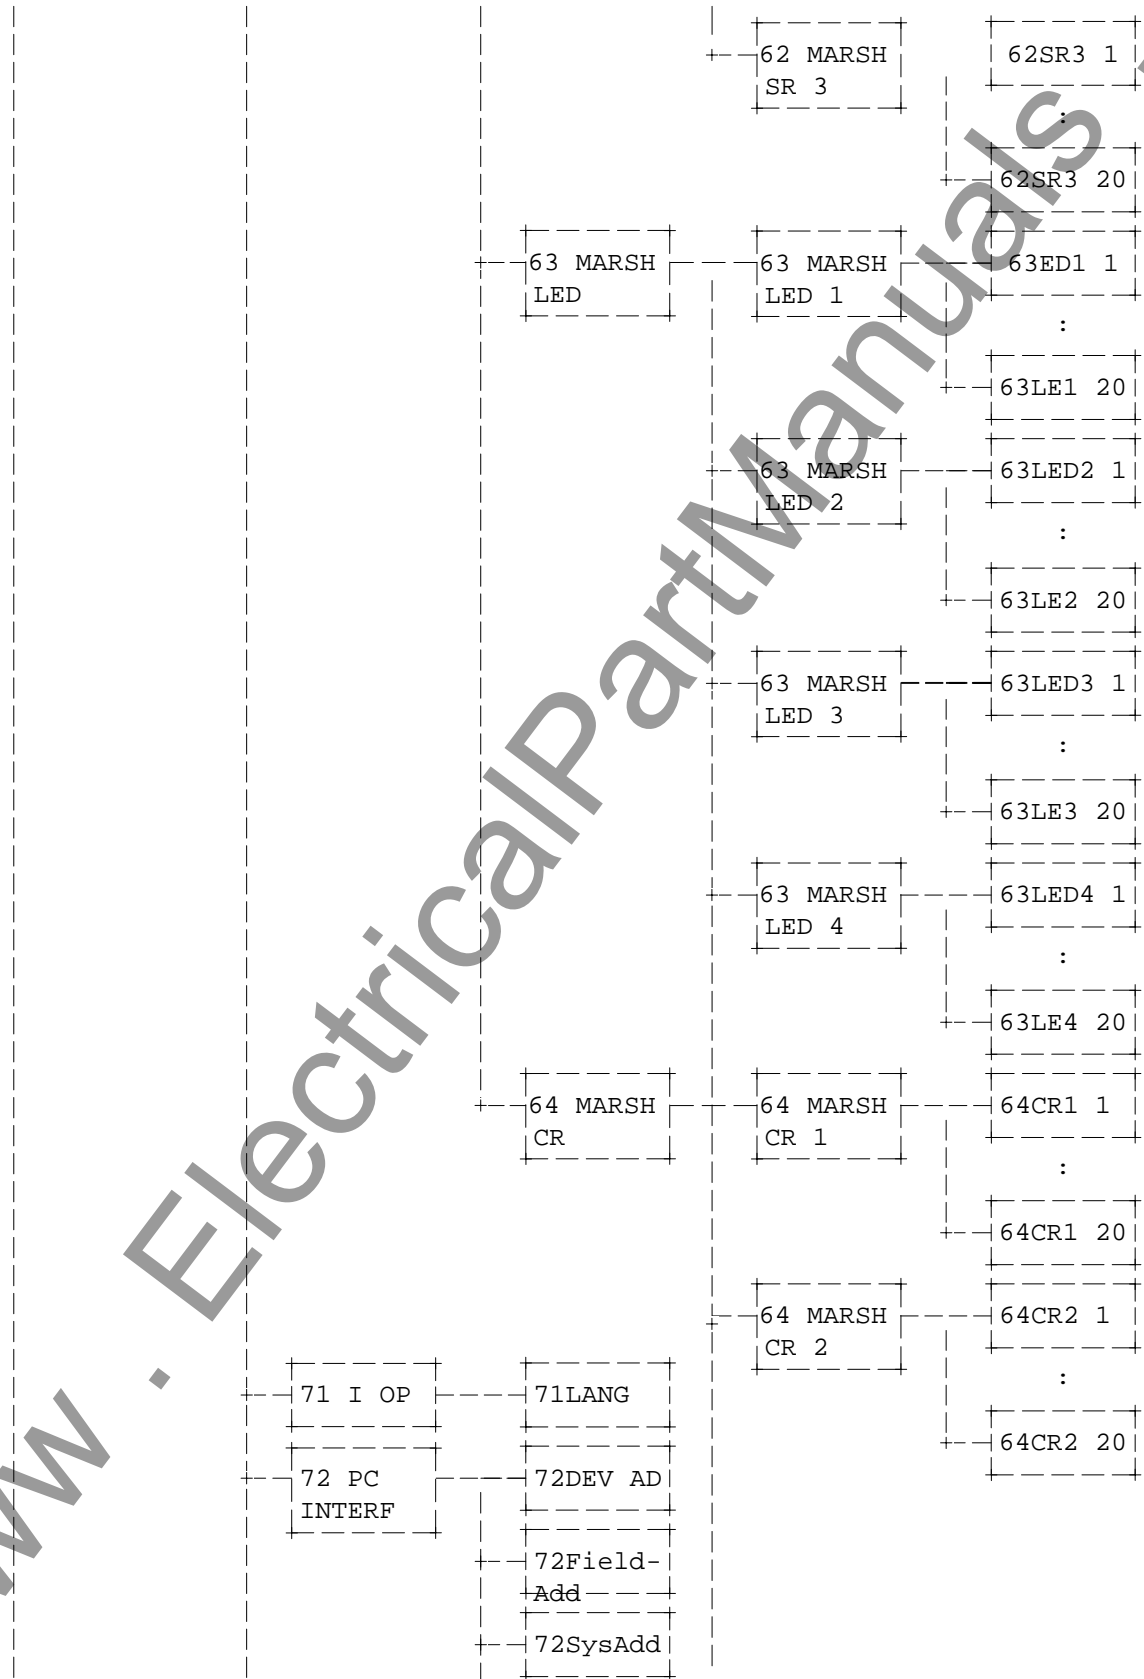 62 MARSH
SR 3
62SR3 1
:
62SR3 20
63 MARSH
LED
63 MARSH
LED 1
63ED1 1
:
63LE1 20
63 MARSH
LED 2
63LED2 1
:
63LE2 20
63 MARSH
LED 3
63LED3 1
:
63LE3 20
63 MARSH
LED 4
63LED4 1
:
63LE4 20
64 MARSH
CR
64 MARSH
CR 1
64CR1 1
:
64CR1 20
64 MARSH
CR 2
64CR2 1
:
64CR2 20
71 I OP
71LANG
72 PC
INTERF
72DEV AD
72Field-
Add
72SysAdd
ww . ElectricalPartManuals